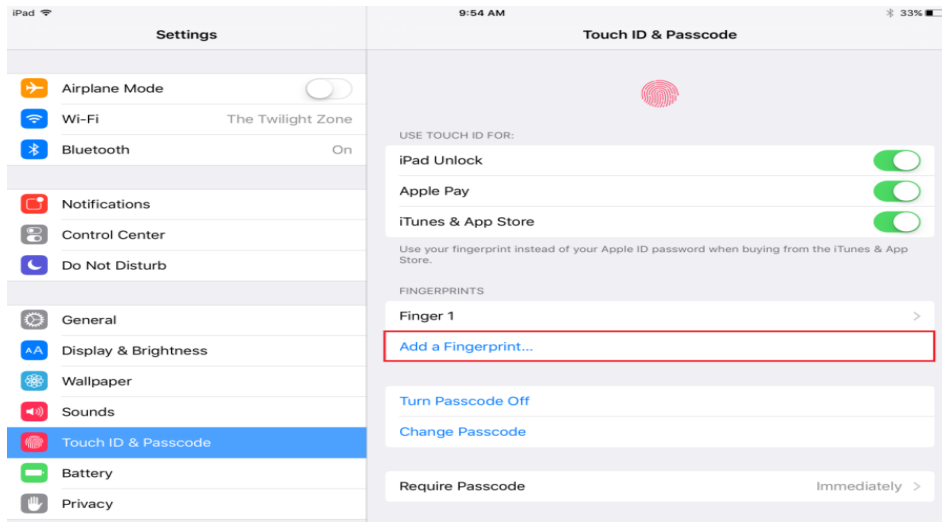 iPad
9:54 AM
33%
Settings
Touch ID & Passcode
Airplane Mode
Wi-Fi
The Twilight Zone
Bluetooth
On
Notifications
Control Center
Do Not Disturb
General
AA
Display & Brightness
Wallpaper
Sounds
Touch ID & Passcode
Battery
Privacy
USE TOUCH ID FOR:
iPad Unlock
Apple Pay
iTunes & App Store
Use your fingerprint instead of your Apple ID password when buying from the iTunes & App
Store.
FINGERPRINTS
Finger 1
Add a Fingerprint...
Turn Passcode Off
Change Passcode
Require Passcode
Immediately